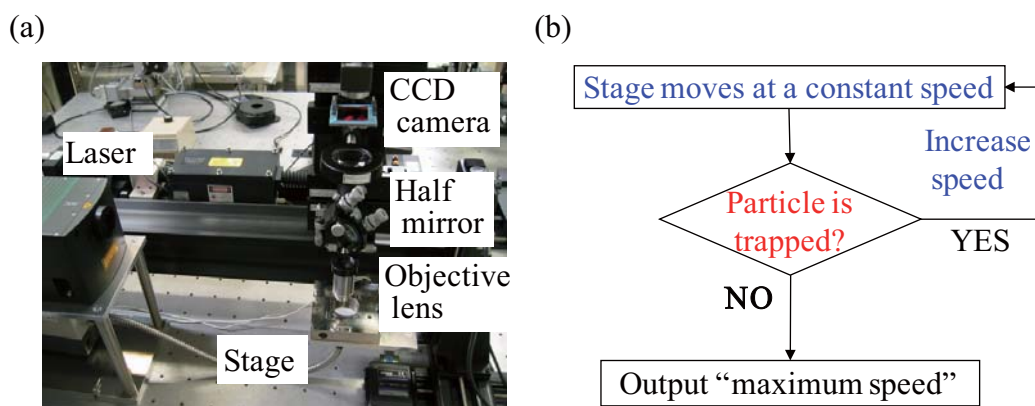 (a)
CCD
camera
Laser
Half
mirror
Objective
lens
Stage
(b)
Stage moves at a constant speed
Increase
speed
Particle is
trapped?
YES
NO
Output “maximum speed”